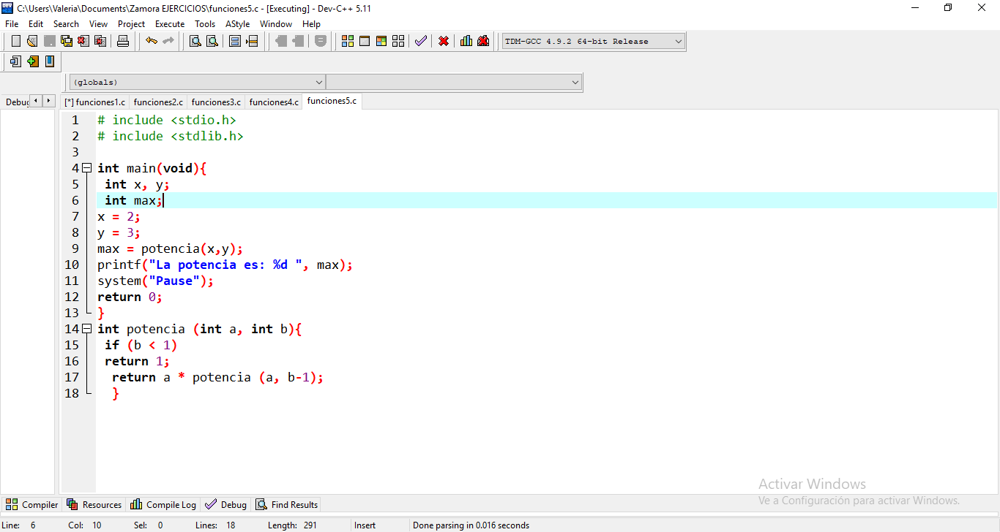 C:\Users\Valeria\Documents\Zamora EJERCICIOS\funciones5.c - [Executing] - Dev-C++ 5.11
File Edit Search View Project Execute Tools AStyle Window Help
TDM-GCC 4.9.2 64-bit Release
(globals)
Debug [*] funciones1.c funciones2.c funciones3.c funciones4.c funciones5.c
1 # include <stdio.h>
2 # include <stdlib.h>
3
4 int main(void){
5 int x, y;
6 int max;
7 x = 2;
8 y = 3;
9 max = potencia(x,y);
10 printf("La potencia es: %d ", max);
11 system("Pause");
12 return 0;
13 }
14 int potencia (int a, int b){
15 if (b < 1)
16 return 1;
17 return a * potencia (a, b-1);
18 }
Activar Windows
Ve a Configuración para activar Windows.
Compiler Resources Compile Log Debug Find Results
Line: 6 Col: 10 Sel: 0 Lines: 18 Length: 291 Insert Done parsing in 0.016 seconds